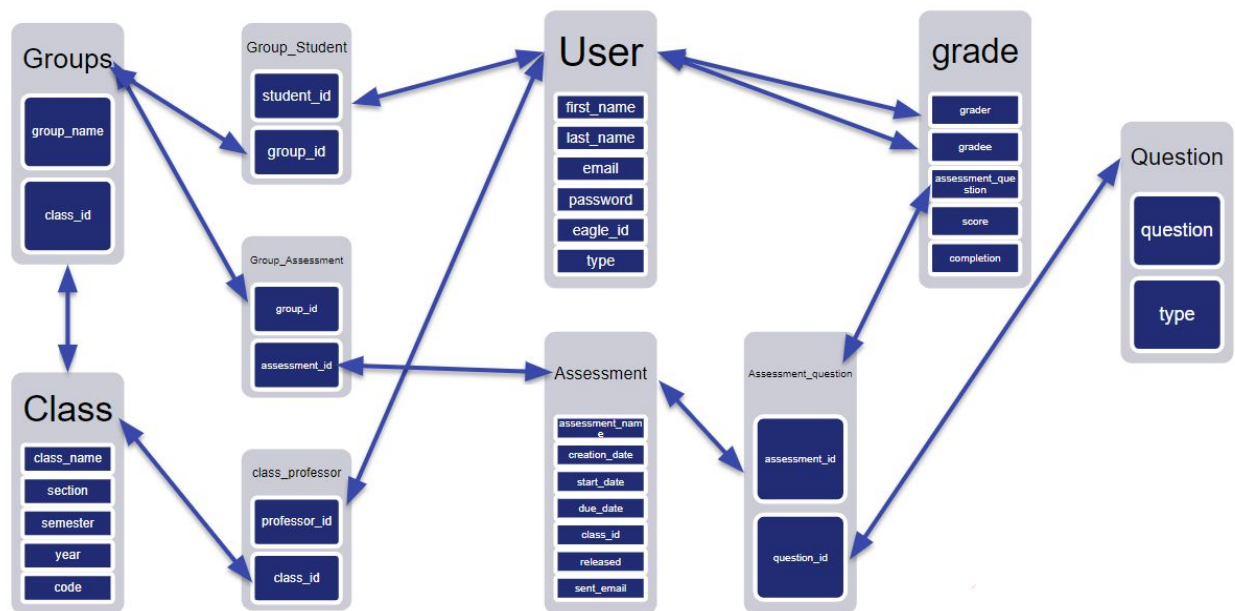 Groups
group_name
class_id
Group_Student
student_id
group_id
User
first_name
last_name
email
password
eagle_id
type
grade
grader
gradee
assessment_que
stion
score
completion
Question
question
type
Group_Assessment
group_id
assessment_id
Class
class_name
section
semester
year
code
class_professor
professor_id
class_id
Assessment
assessment_nam
e
creation_date
start_date
due_date
class_id
released
sent_email
Assessment_question
assessment_id
question_id